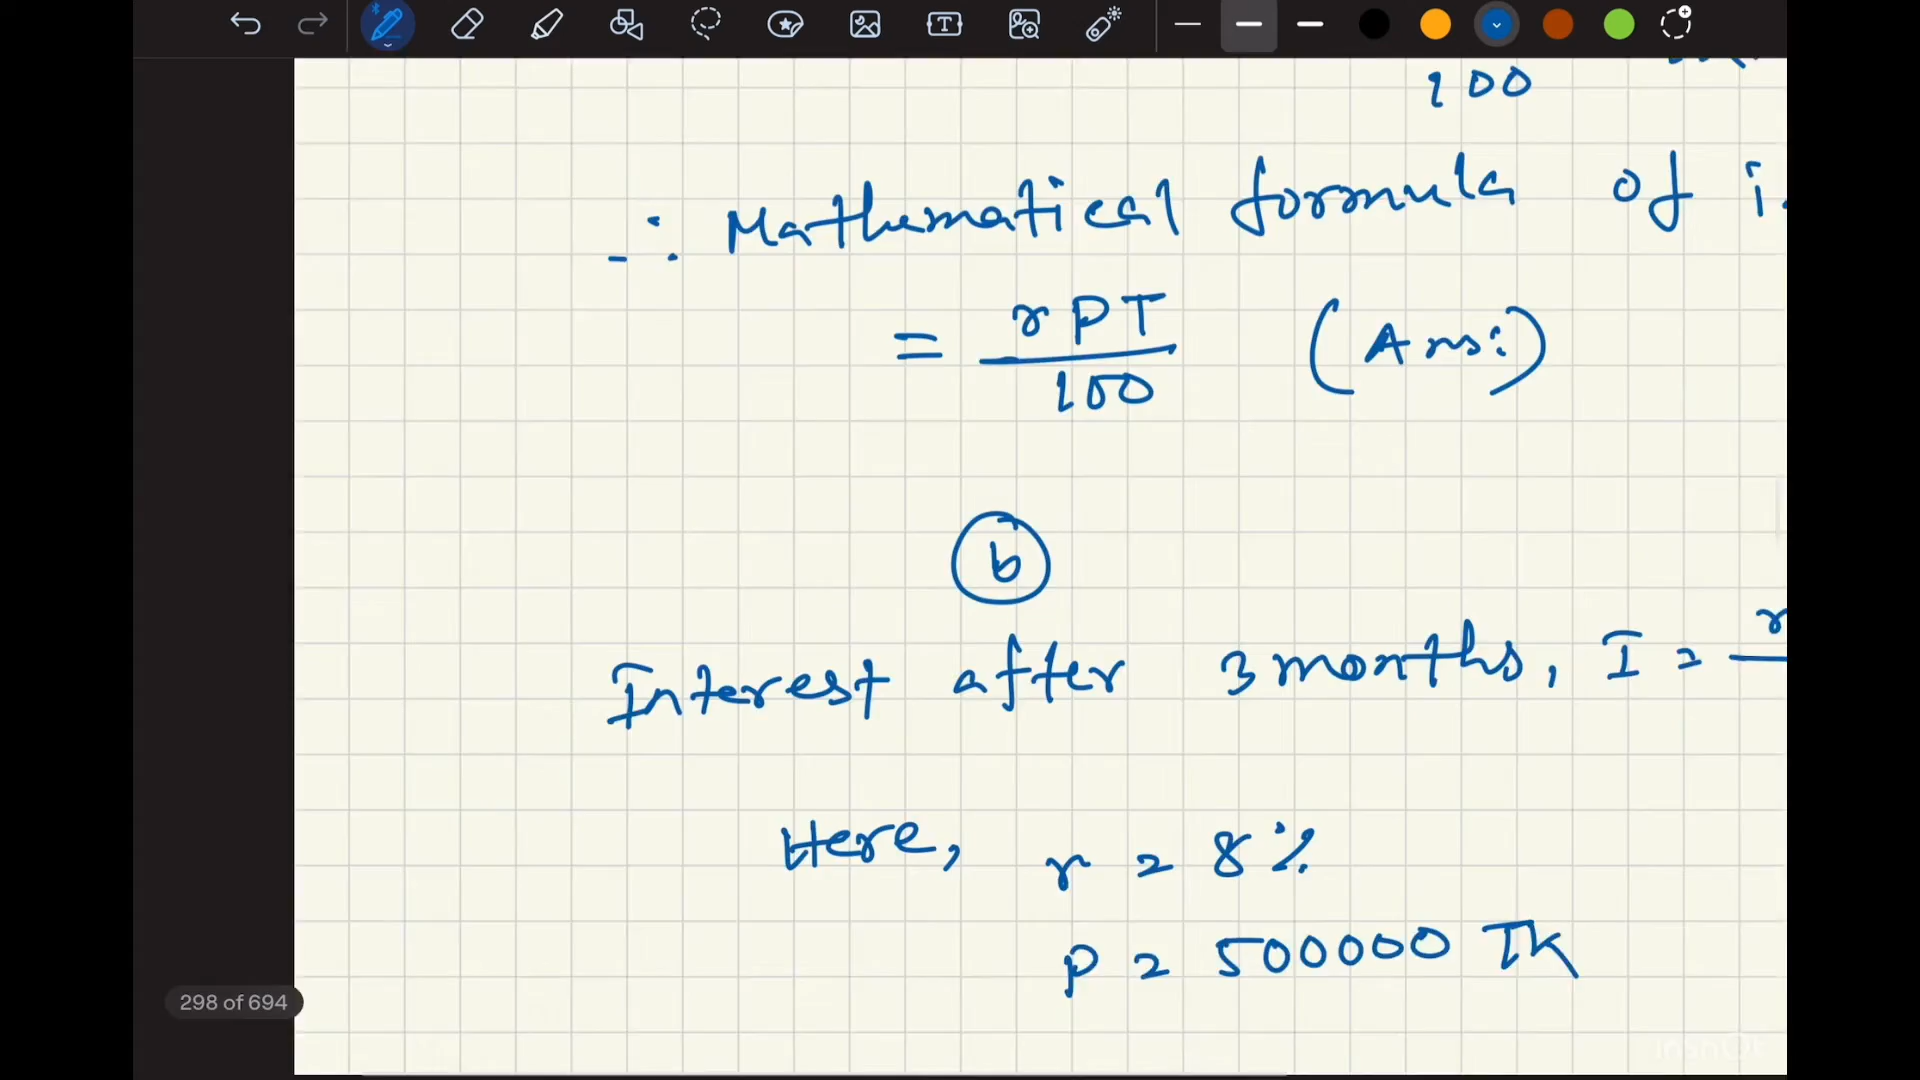 100
∴ Mathematical formula of i
= rPT/100 (Ans:)
b
Interest after 3 months, I = r
Here, r = 8%
P = 500000 TK
298 of 694